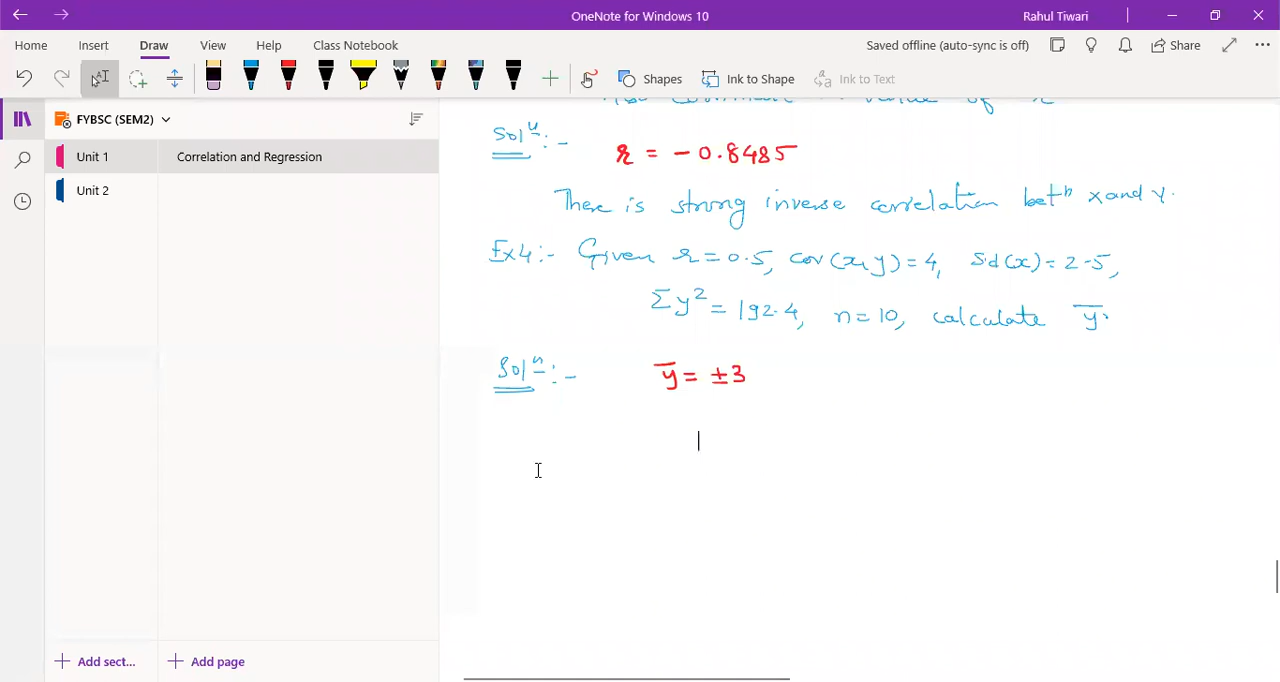 OneNote for Windows 10
Rahul Tiwari
Home Insert Draw View Help Class Notebook
Saved offline (auto-sync is off) Share
Shapes Ink to Shape Ink to Text
FYBSC (SEM2)
Unit 1
Correlation and Regression
Unit 2
value of r
Solⁿ:-
r = -0.8485
There is strong inverse correlation betⁿ x and y.
Ex4:- Given r=0.5, cov(x,y)=4, S.d(x)=2.5,
Σy²=192.4, n=10, calculate y̅.
Solⁿ:- y̅= ±3
Add sect...
Add page